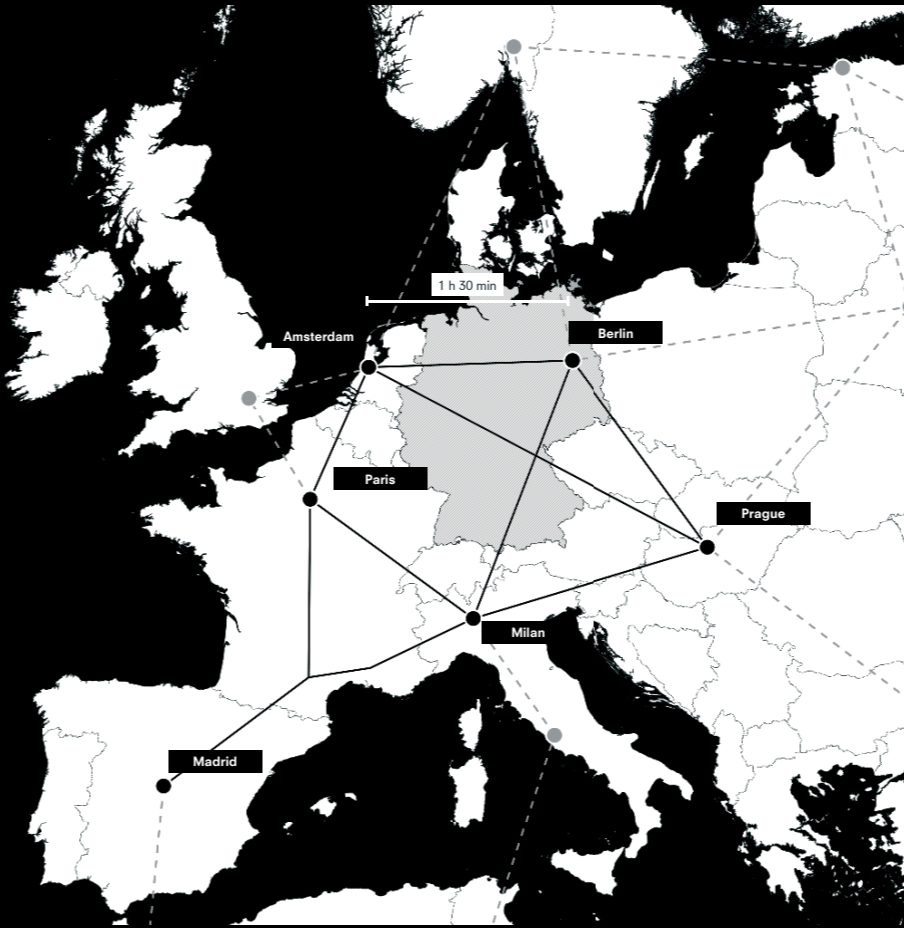 1 h 30 min
Berlin
Amsterdam
Paris
Prague
Milan
Madrid